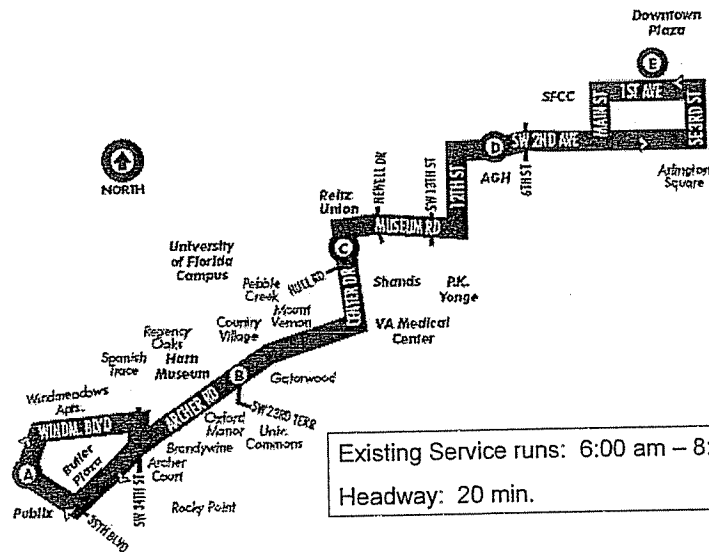 Downtown
Plaza
E
1ST AVE
SFCC
MAIN ST
SE 3RD ST
SW 2ND AVE
D
AGH
6TH ST
Arlington
Square
NORTH
Reitz
Union
NEWELL DR
SW 13TH ST
12TH ST
MUSEUM RD
C
University
of Florida
Campus
HULL RD
Pebble
Creek
Shands
P.K.
Yonge
CENTER DR
Mount
Vernon
Country
Village
VA Medical
Center
Regency
Oaks
Spanish
Trace
Harn
Museum
B
Gatorwood
Windmeadows
Apts.
ARCHER RD
SW 23RD TERR
WINDM. BLVD
Oxford
Manor
Univ.
Commons
Butler
Plaza
Brandywine
Archer
Court
A
Publix
35TH BLVD
SW 34TH ST
Rocky Point
Existing Service runs: 6:00 am – 8:
Headway: 20 min.